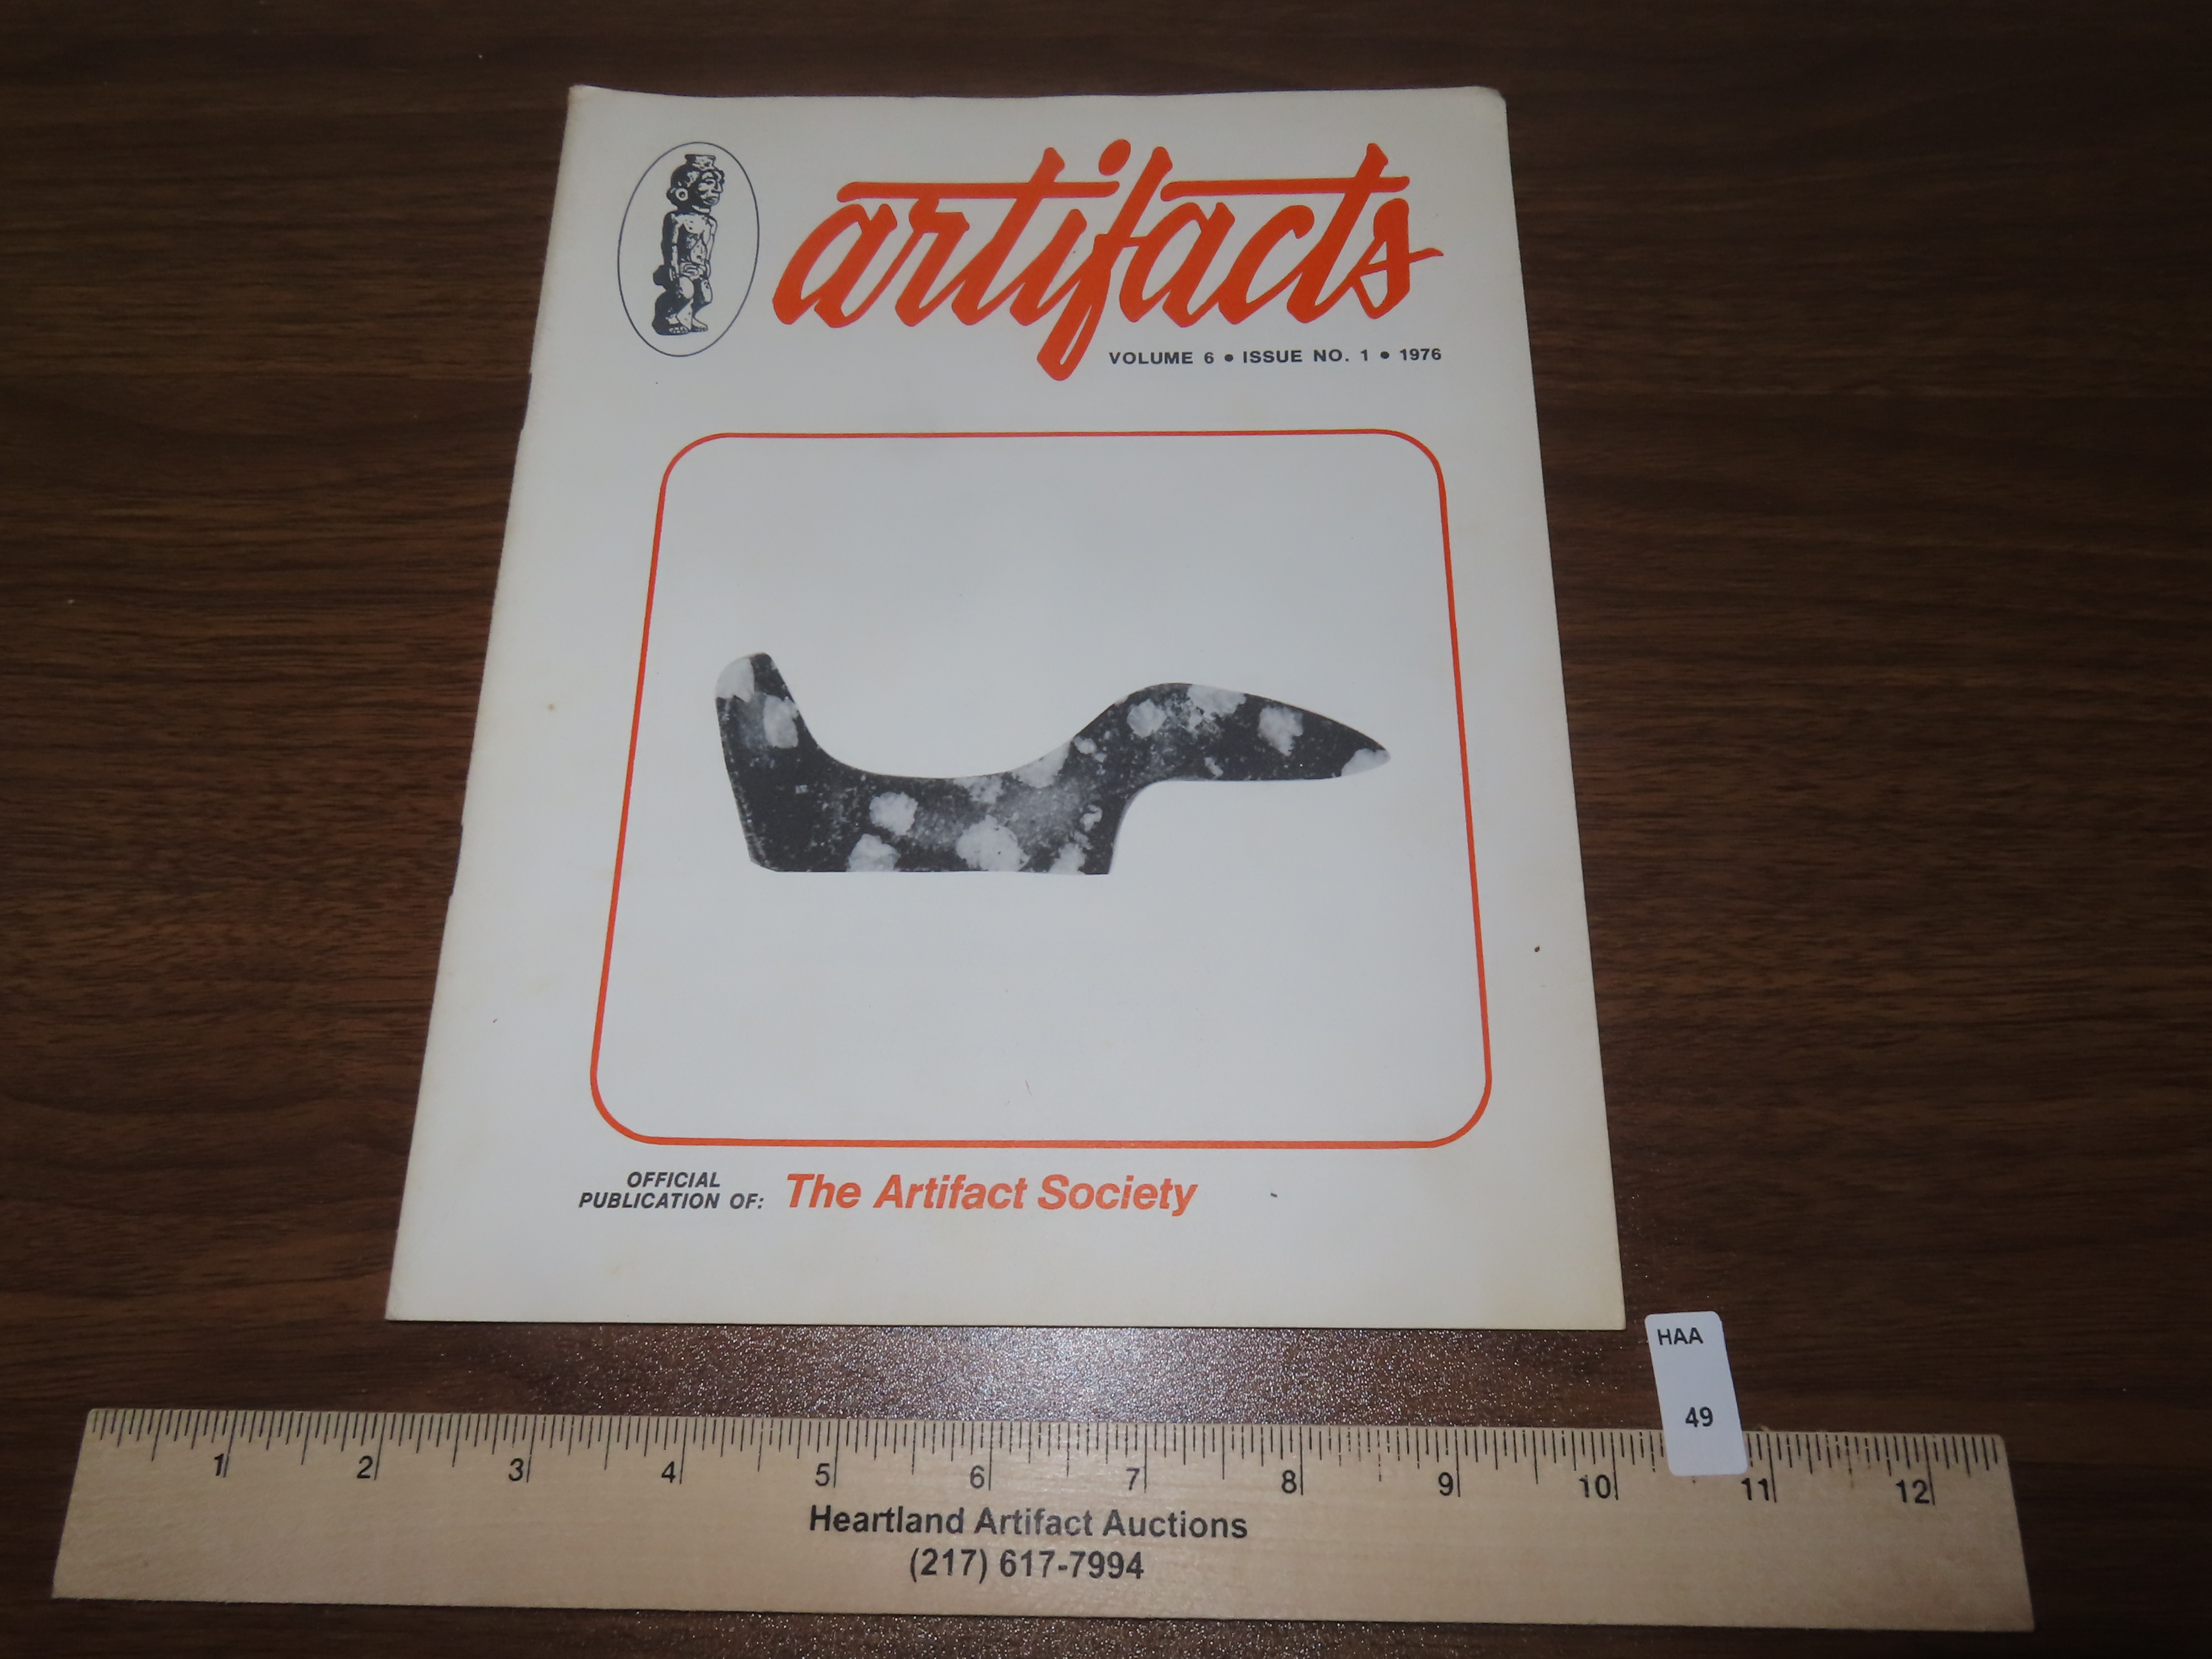 artifacts
VOLUME 6 • ISSUE NO. 1 • 1976
OFFICIAL
PUBLICATION OF:
The Artifact Society
HAA
49
1 2 3 4 5 6 7 8 9 10 11 12
Heartland Artifact Auctions
(217) 617-7994